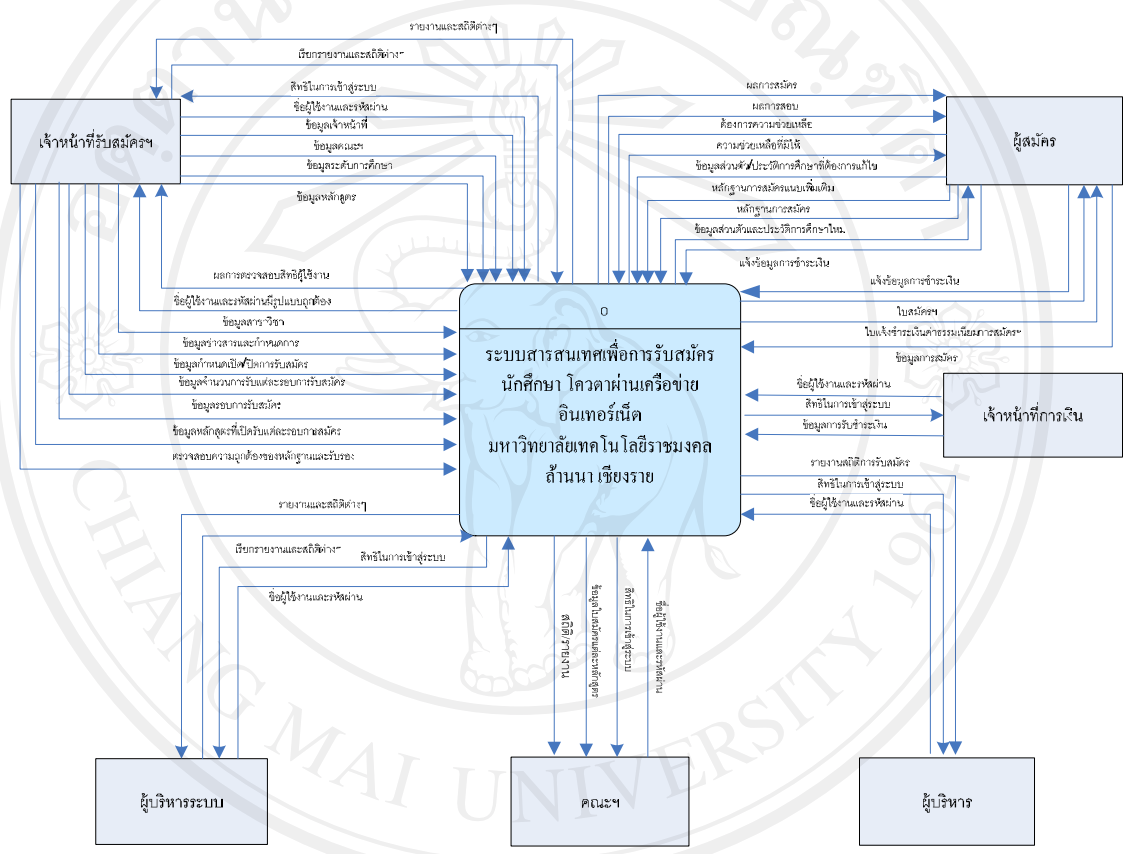 รายงานและสถิติต่างๆ
เรียกรายงานและสถิติต่างๆ
สิทธิในการเข้าสู่ระบบ
ชื่อผู้ใช้งานและรหัสผ่าน
ข้อมูลเจ้าหน้าที่
ข้อมูลคณะฯ
ข้อมูลระดับการศึกษา
ข้อมูลหลักสูตร
เจ้าหน้าที่รับสมัครฯ
ผลการสมัคร
ผลการสอบ
ต้องการความช่วยเหลือ
ความช่วยเหลือที่มีให้
ข้อมูลส่วนตัว/ประวัติการศึกษาที่ต้องการแก้ไข
หลักฐานการสมัครแนบเพิ่มเติม
หลักฐานการสมัคร
ข้อมูลส่วนตัวและประวัติการศึกษาใหม่
แจ้งข้อมูลการชำระเงิน
ผู้สมัคร
ผลการตรวจสอบสิทธิผู้ใช้งาน
ชื่อผู้ใช้งานและรหัสผ่านมีรูปแบบถูกต้อง
ข้อมูลสาขาวิชา
ข้อมูลข่าวสารและกำหนดการ
ข้อมูลกำหนดเปิด/ปิดการรับสมัคร
ข้อมูลจำนวนการรับแต่ละรอบการรับสมัคร
ข้อมูลรอบการรับสมัคร
ข้อมูลหลักสูตรที่เปิดรับแต่ละรอบการสมัคร
ตรวจสอบความถูกต้องของหลักฐานและรับรอง
0
ระบบสารสนเทศเพื่อการรับสมัคร
นักศึกษา โควตาผ่านเครือข่าย
อินเทอร์เน็ต
มหาวิทยาลัยเทคโนโลยีราชมงคล
ล้านนา เชียงราย
แจ้งข้อมูลการชำระเงิน
ใบสมัครฯ
ใบแจ้งชำระเงินค่าธรรมเนียมการสมัครฯ
ข้อมูลการสมัคร
ชื่อผู้ใช้งานและรหัสผ่าน
สิทธิในการเข้าสู่ระบบ
ข้อมูลการรับชำระเงิน
เจ้าหน้าที่การเงิน
รายงานสถิติการรับสมัคร
สิทธิในการเข้าสู่ระบบ
ชื่อผู้ใช้งานและรหัสผ่าน
รายงานและสถิติต่างๆ
เรียกรายงานและสถิติต่างๆ
สิทธิในการเข้าสู่ระบบ
ชื่อผู้ใช้งานและรหัสผ่าน
สถิติ/รายงาน
ข้อมูลใบสมัครแต่ละหลักสูตร
สิทธิในการเข้าสู่ระบบ
ชื่อผู้ใช้งานและรหัสผ่าน
ผู้บริหารระบบ
คณะฯ
ผู้บริหาร
CHIANG MAI UNIVERSITY 1964